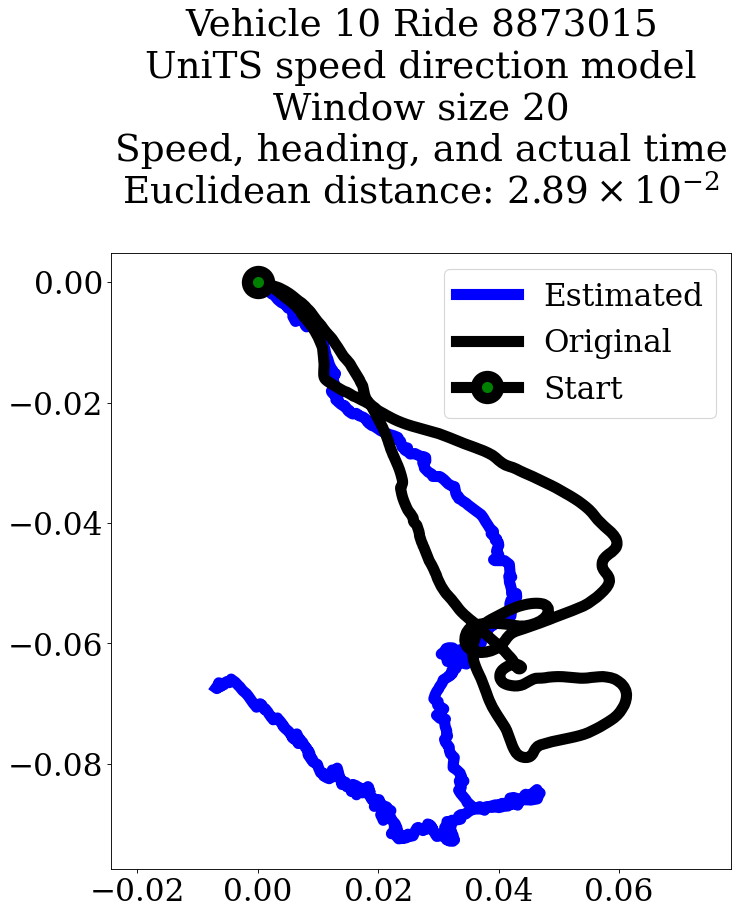 Vehicle 10 Ride 8873015
UniTS speed direction model
Window size 20
Speed, heading, and actual time
Euclidean distance: 2.89 × 10⁻²
Estimated
Original
Start
0.00
−0.02
−0.04
−0.06
−0.08
−0.02 0.00 0.02 0.04 0.06